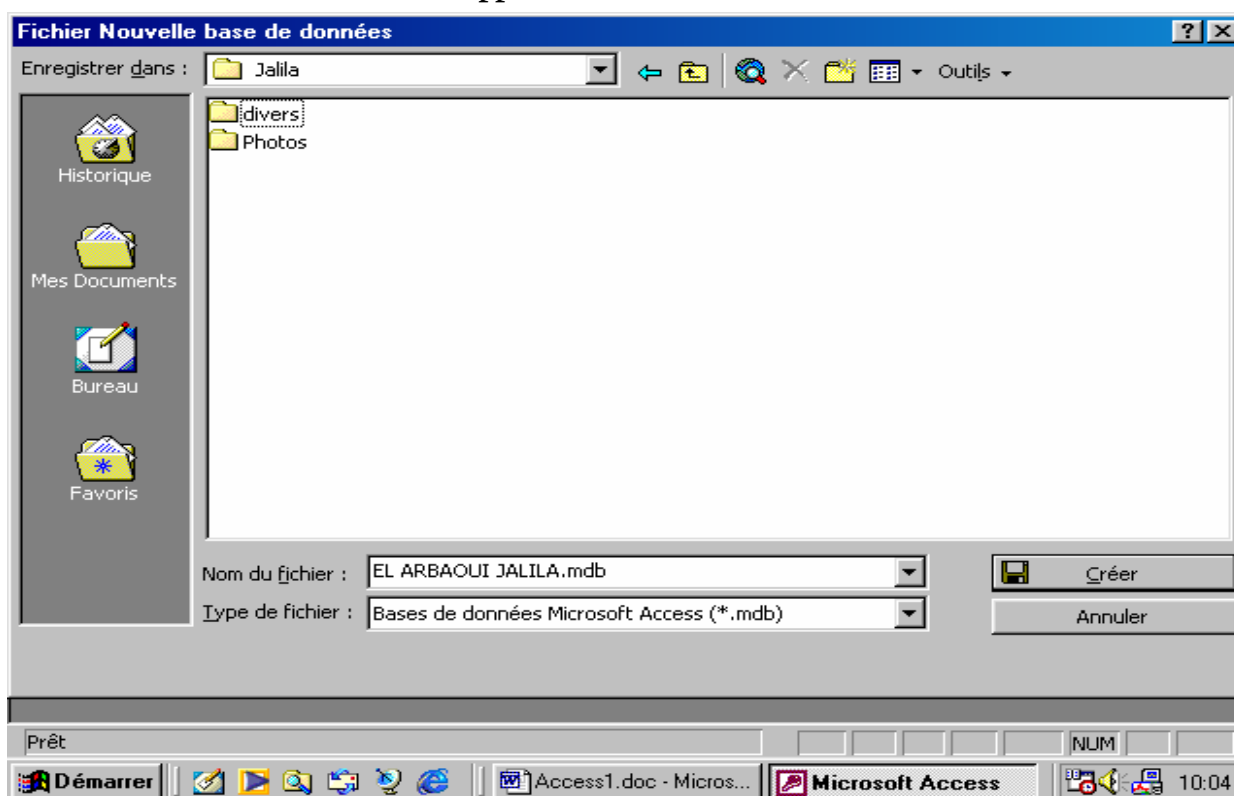 Fichier Nouvelle base de données
Enregistrer dans : Jalila Outils
divers
Photos
Historique
Mes Documents
Bureau
Favoris
Nom du fichier : EL ARBAOUI JALILA.mdb Créer
Type de fichier : Bases de données Microsoft Access (*.mdb) Annuler
Prêt NUM
Démarrer Access1.doc - Micros... Microsoft Access 10:04